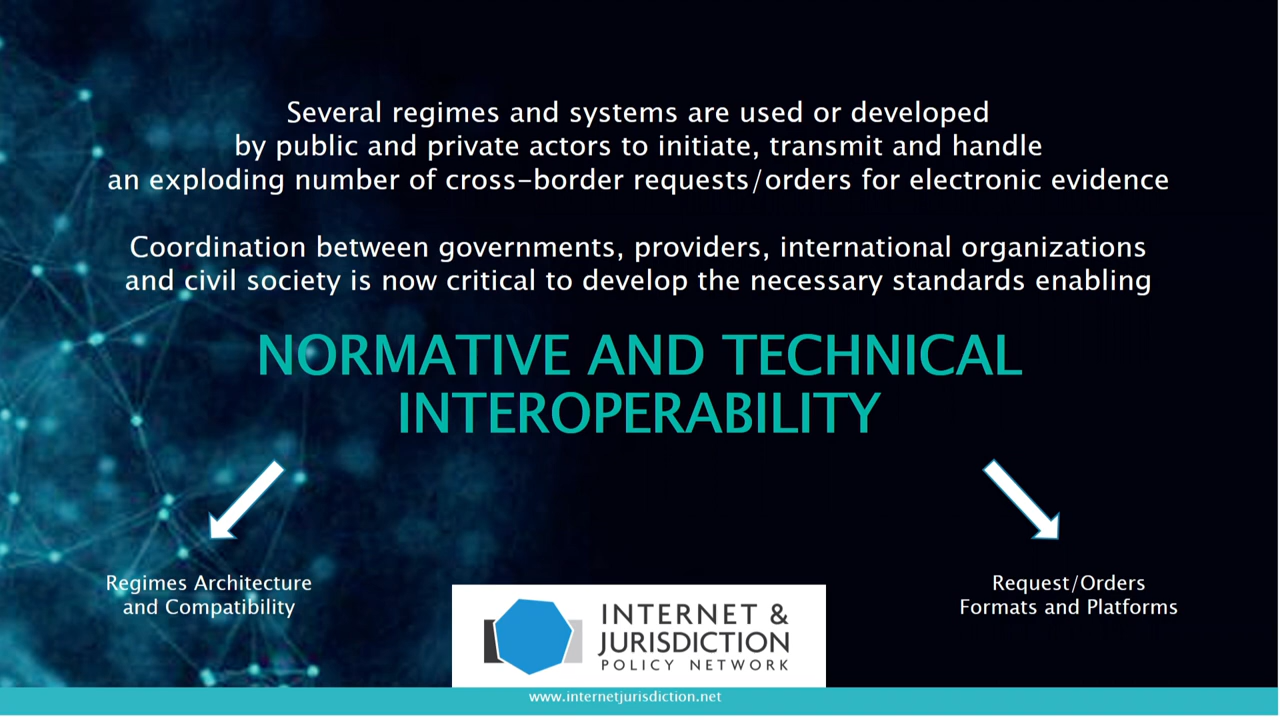 Several regimes and systems are used or developed
by public and private actors to initiate, transmit and handle
an exploding number of cross-border requests/orders for electronic evidence
Coordination between governments, providers, international organizations
and civil society is now critical to develop the necessary standards enabling
NORMATIVE AND TECHNICAL
INTEROPERABILITY
Regimes Architecture
and Compatibility
Request/Orders
Formats and Platforms
INTERNET &
JURISDICTION
POLICY NETWORK
www.internetjurisdiction.net